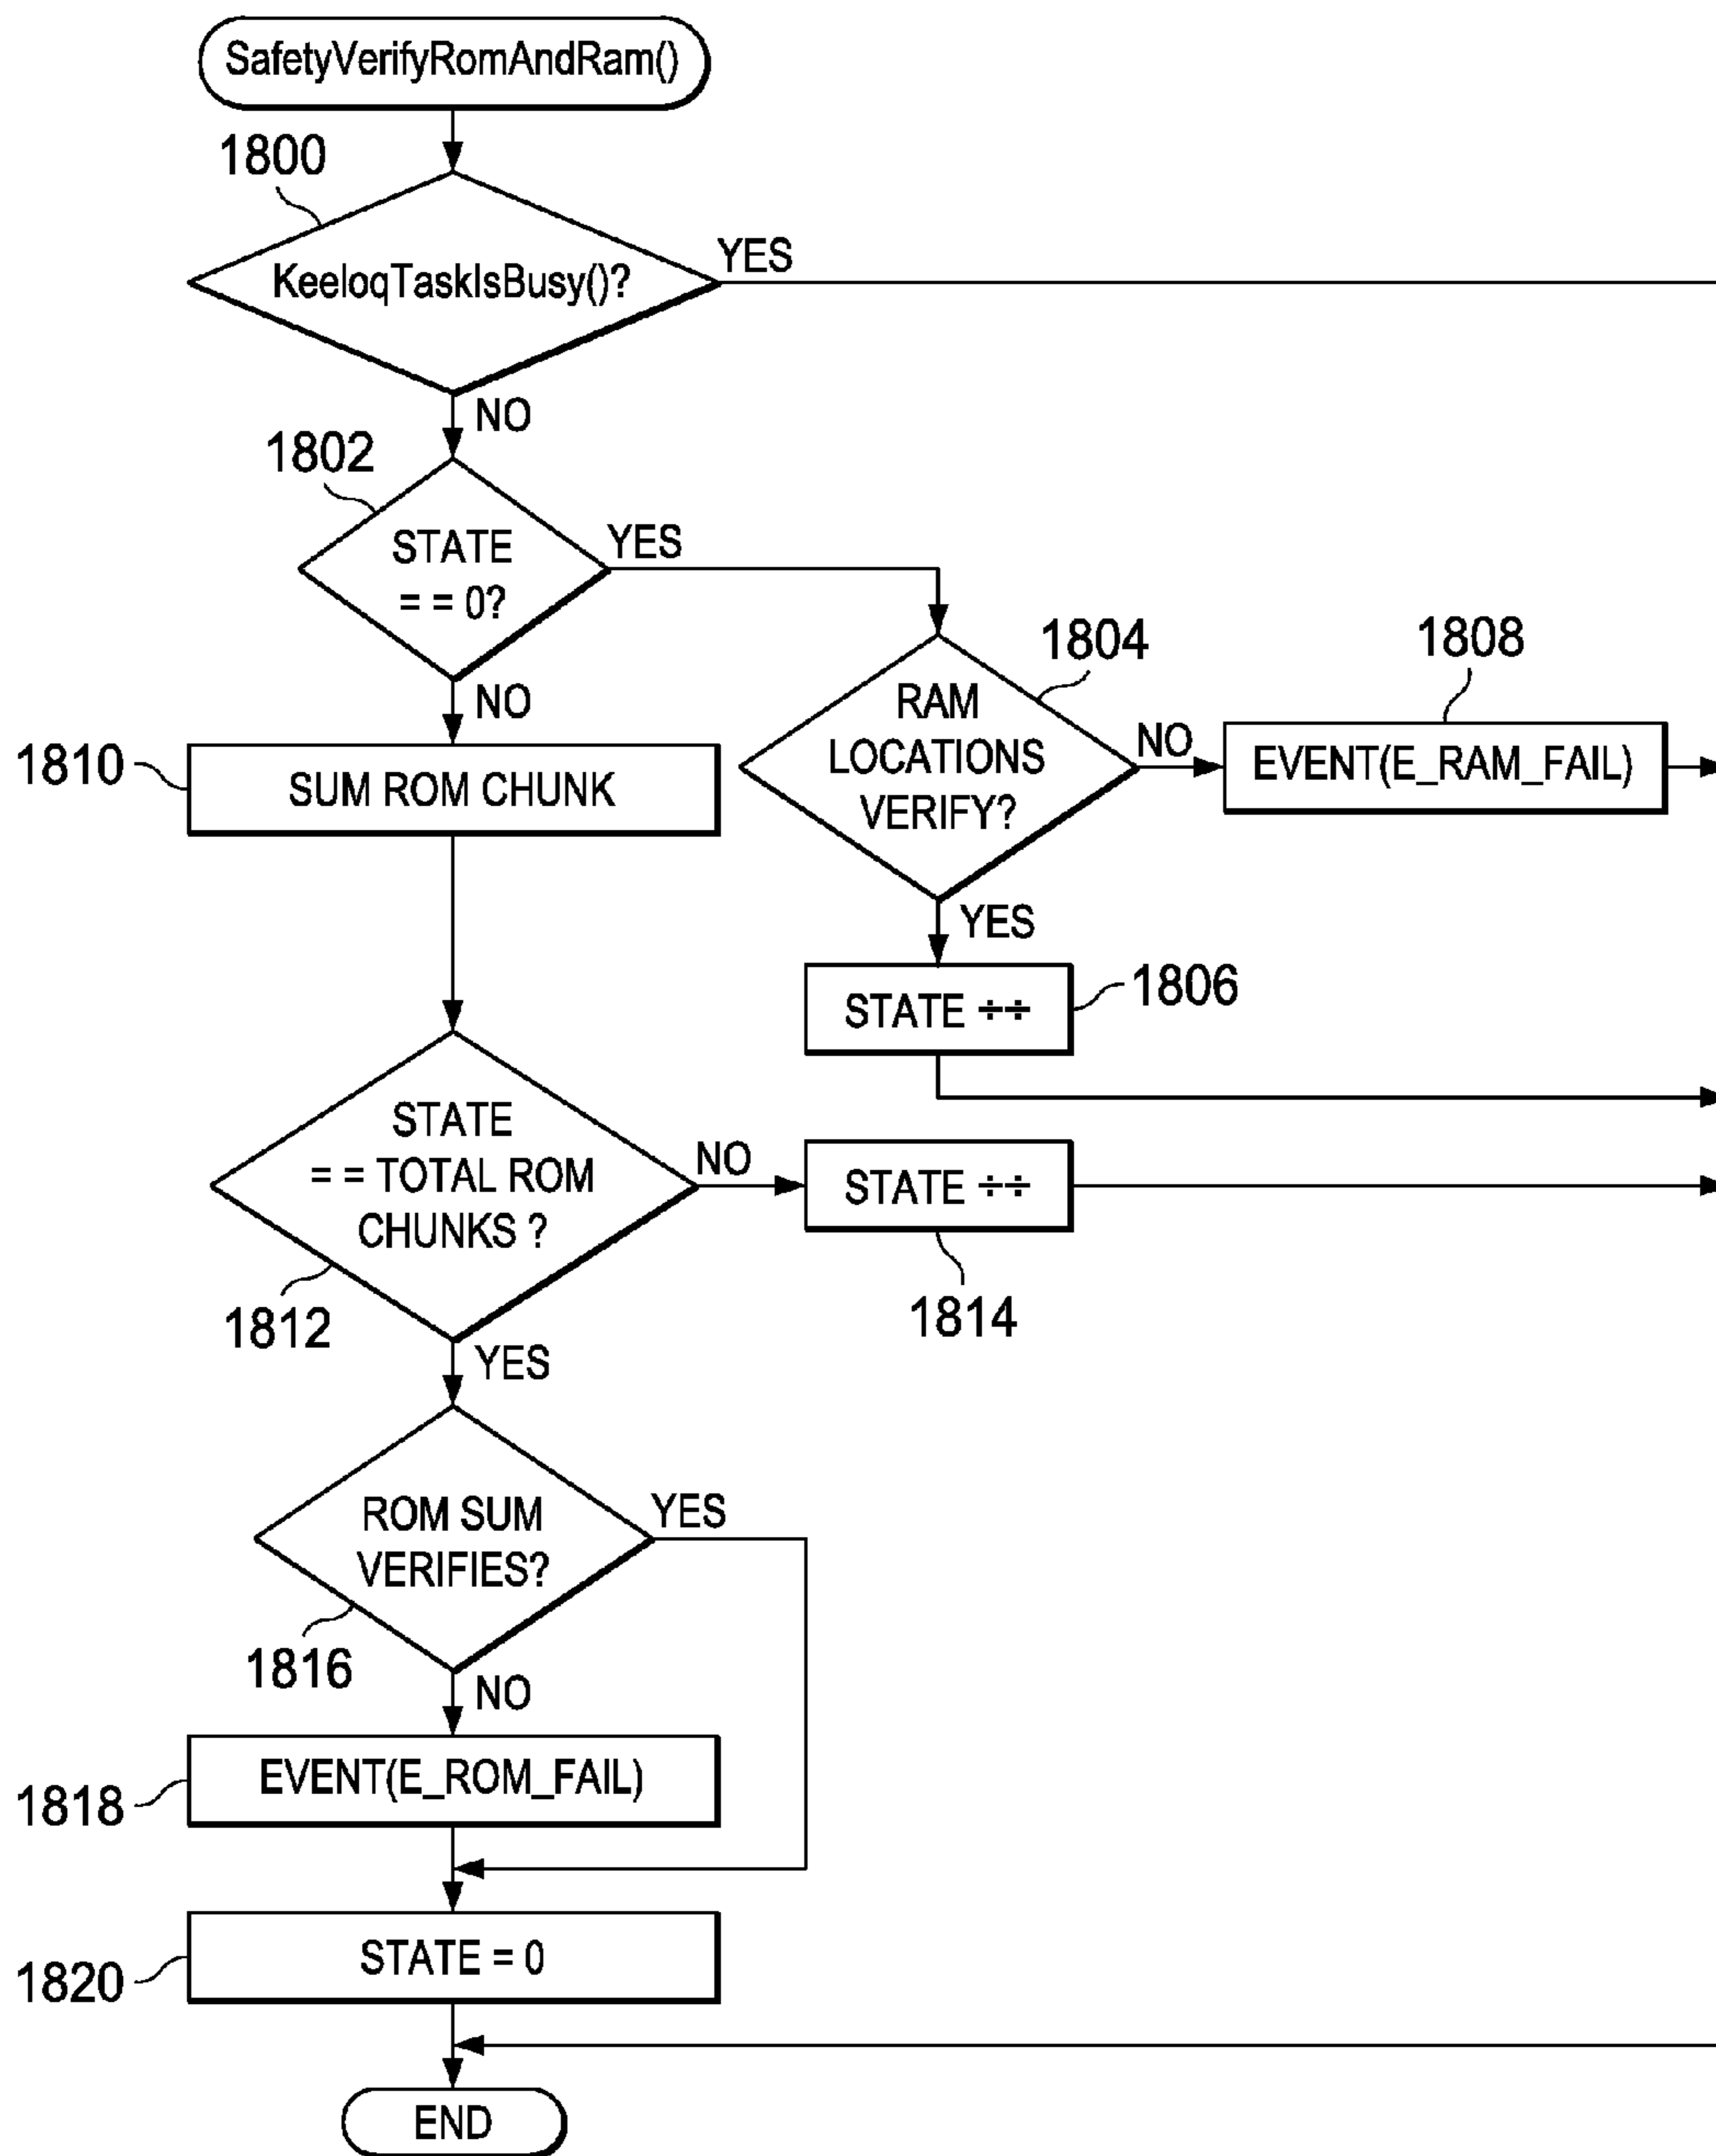 SafetyVerifyRomAndRam()
1800
KeeloqTaskIsBusy()?
YES
NO
1802
STATE
= = 0?
YES
NO
1804
RAM
LOCATIONS
VERIFY?
NO
1808
EVENT(E_RAM_FAIL)
YES
1806
STATE ÷÷
1810
SUM ROM CHUNK
STATE
= = TOTAL ROM
CHUNKS ?
1812
NO
STATE ÷÷
1814
YES
ROM SUM
VERIFIES?
YES
1816
NO
EVENT(E_ROM_FAIL)
1818
STATE = 0
1820
END